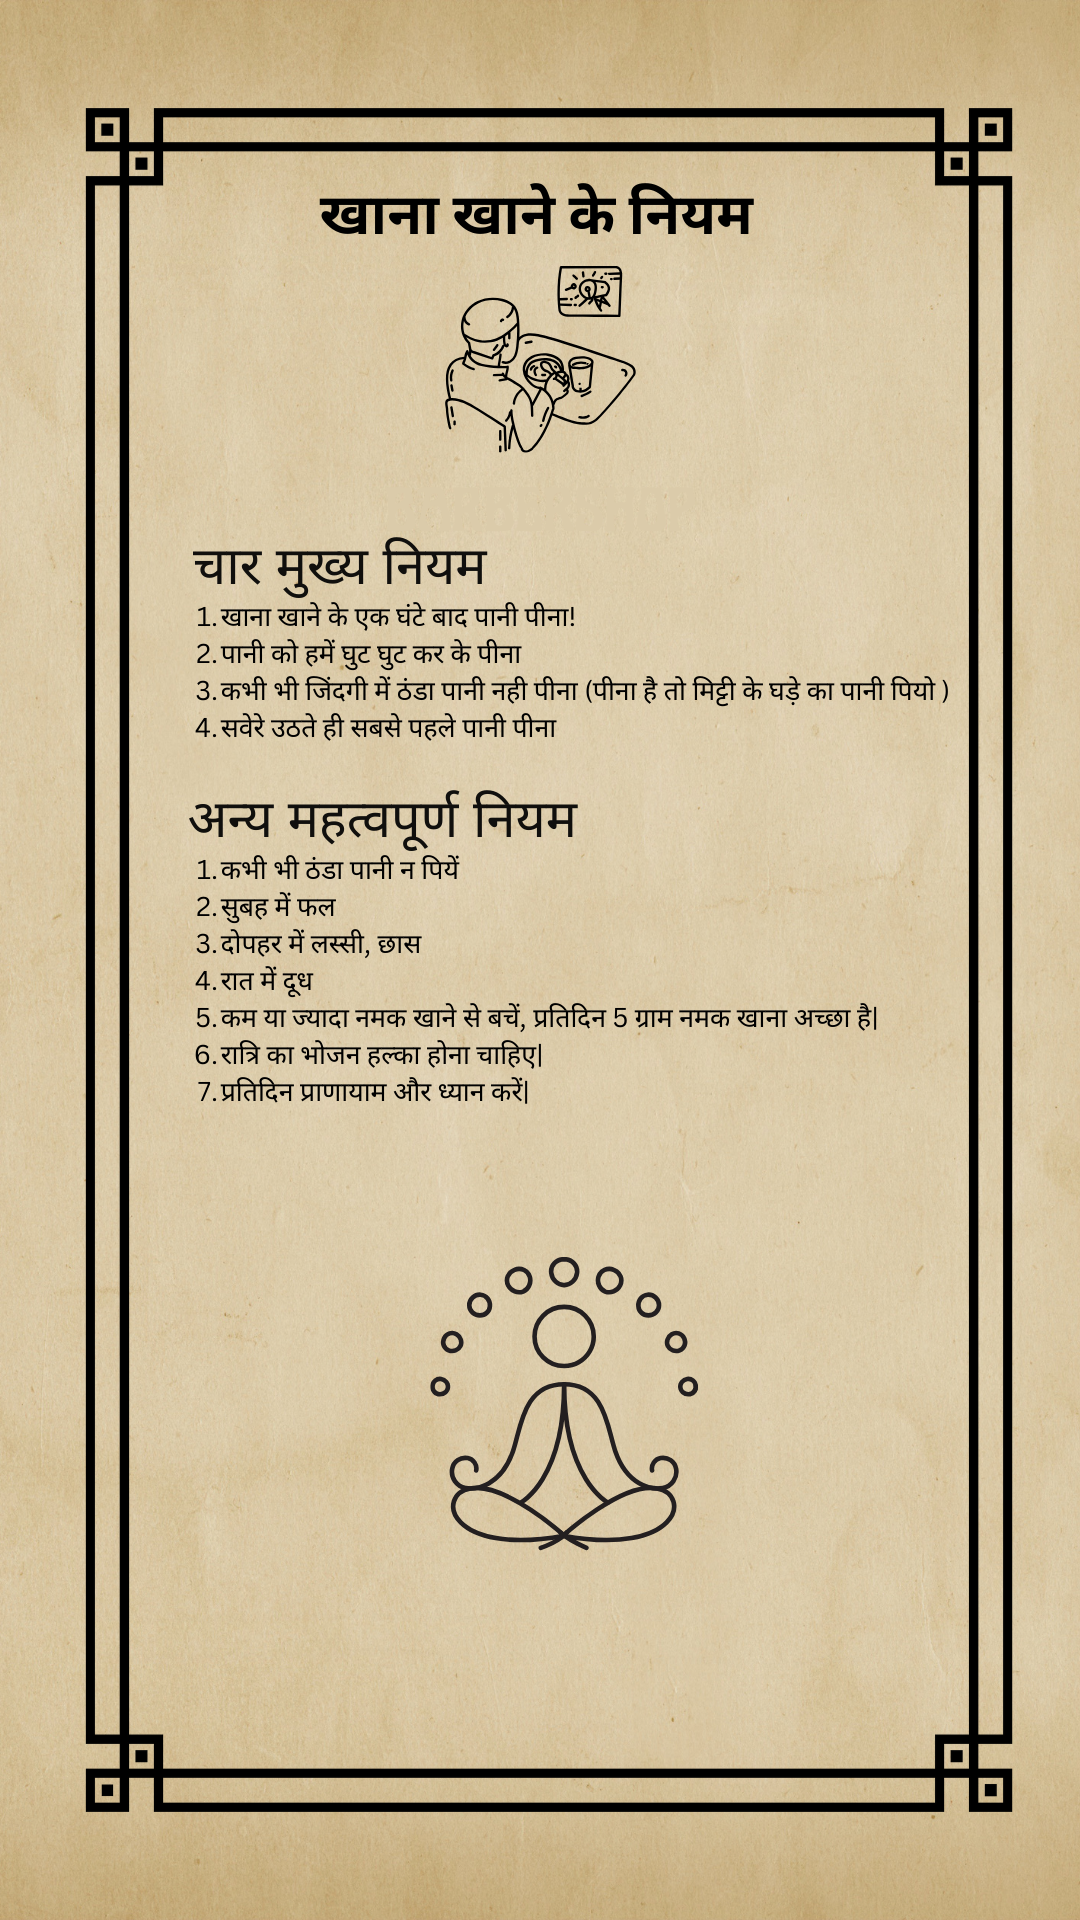 खाना खाने के नियम
चार मुख्य नियम
1. खाना खाने के एक घंटे बाद पानी पीना!
2. पानी को हमें घुट घुट कर के पीना
3. कभी भी जिंदगी में ठंडा पानी नही पीना (पीना है तो मिट्टी के घड़े का पानी पियो )
4. सवेरे उठते ही सबसे पहले पानी पीना
अन्य महत्वपूर्ण नियम
1. कभी भी ठंडा पानी न पियें
2. सुबह में फल
3. दोपहर में लस्सी, छास
4. रात में दूध
5. कम या ज्यादा नमक खाने से बचें, प्रतिदिन 5 ग्राम नमक खाना अच्छा है|
6. रात्रि का भोजन हल्का होना चाहिए|
7. प्रतिदिन प्राणायाम और ध्यान करें|